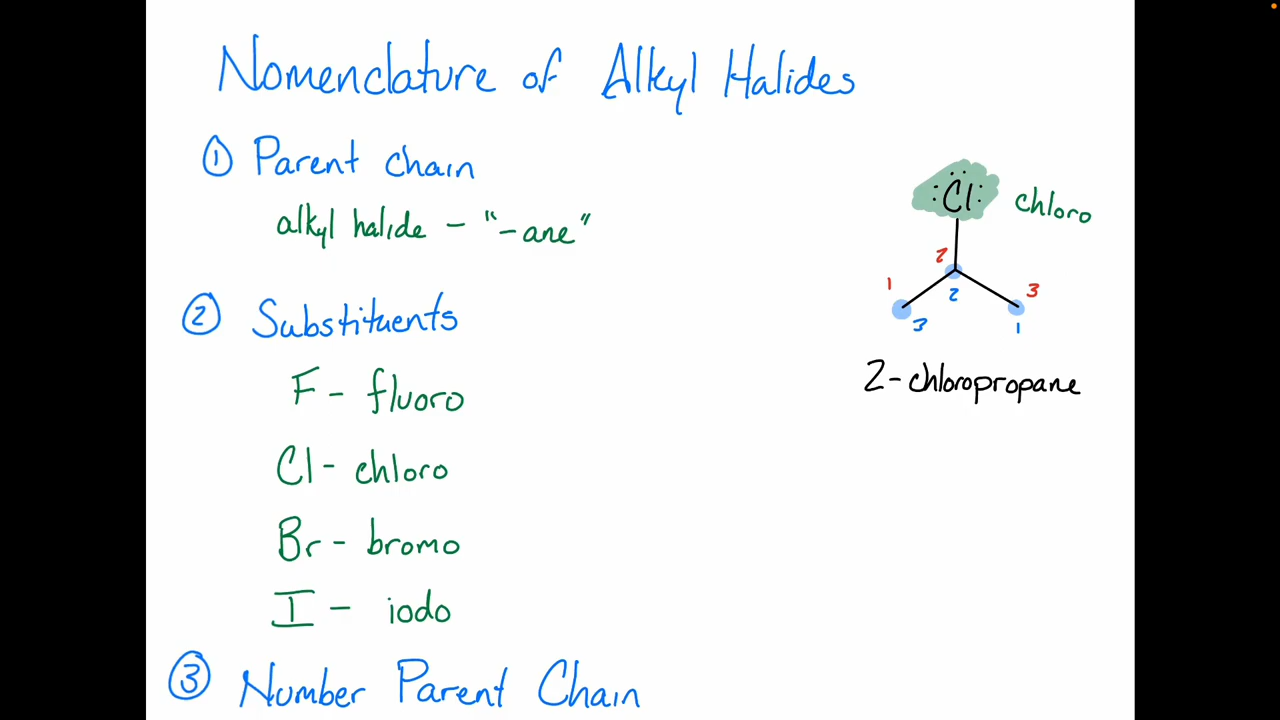 Nomenclature of Alkyl Halides
① Parent chain
alkyl halide - "-ane"
② Substituents
F - fluoro
Cl - chloro
Br - bromo
I - iodo
③ Number Parent Chain
:Cl: chloro
2
1
3
2
3
1
2-chloropropane